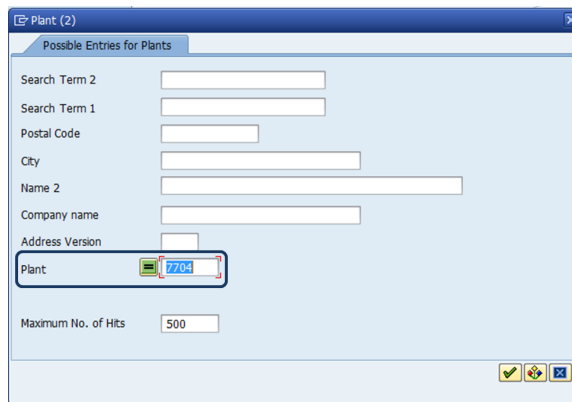 Plant (2)
Possible Entries for Plants
Search Term 2
Search Term 1
Postal Code
City
Name 2
Company name
Address Version
Plant 7704
Maximum No. of Hits 500